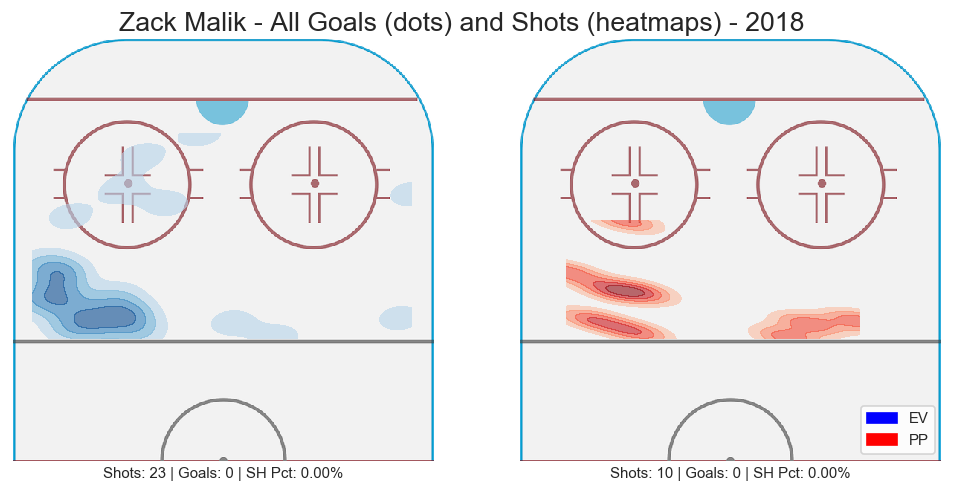 Zack Malik - All Goals (dots) and Shots (heatmaps) - 2018
EV
PP
Shots: 23 | Goals: 0 | SH Pct: 0.00%
Shots: 10 | Goals: 0 | SH Pct: 0.00%